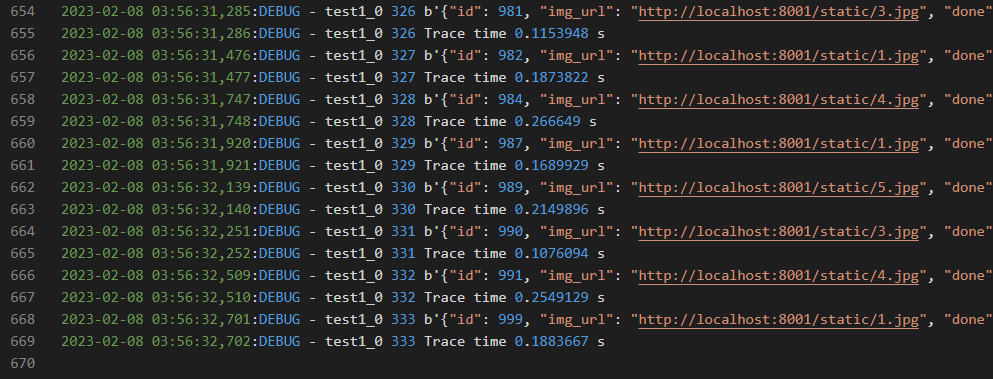 654 2023-02-08 03:56:31,285:DEBUG - test1_0 326 b'{"id": 981, "img_url": "http://localhost:8001/static/3.jpg", "done"
655 2023-02-08 03:56:31,286:DEBUG - test1_0 326 Trace time 0.1153948 s
656 2023-02-08 03:56:31,476:DEBUG - test1_0 327 b'{"id": 982, "img_url": "http://localhost:8001/static/1.jpg", "done"
657 2023-02-08 03:56:31,477:DEBUG - test1_0 327 Trace time 0.1873822 s
658 2023-02-08 03:56:31,747:DEBUG - test1_0 328 b'{"id": 984, "img_url": "http://localhost:8001/static/4.jpg", "done"
659 2023-02-08 03:56:31,748:DEBUG - test1_0 328 Trace time 0.266649 s
660 2023-02-08 03:56:31,920:DEBUG - test1_0 329 b'{"id": 987, "img_url": "http://localhost:8001/static/1.jpg", "done"
661 2023-02-08 03:56:31,921:DEBUG - test1_0 329 Trace time 0.1689929 s
662 2023-02-08 03:56:32,139:DEBUG - test1_0 330 b'{"id": 989, "img_url": "http://localhost:8001/static/5.jpg", "done"
663 2023-02-08 03:56:32,140:DEBUG - test1_0 330 Trace time 0.2149896 s
664 2023-02-08 03:56:32,251:DEBUG - test1_0 331 b'{"id": 990, "img_url": "http://localhost:8001/static/3.jpg", "done"
665 2023-02-08 03:56:32,252:DEBUG - test1_0 331 Trace time 0.1076094 s
666 2023-02-08 03:56:32,509:DEBUG - test1_0 332 b'{"id": 991, "img_url": "http://localhost:8001/static/4.jpg", "done"
667 2023-02-08 03:56:32,510:DEBUG - test1_0 332 Trace time 0.2549129 s
668 2023-02-08 03:56:32,701:DEBUG - test1_0 333 b'{"id": 999, "img_url": "http://localhost:8001/static/1.jpg", "done"
669 2023-02-08 03:56:32,702:DEBUG - test1_0 333 Trace time 0.1883667 s
670